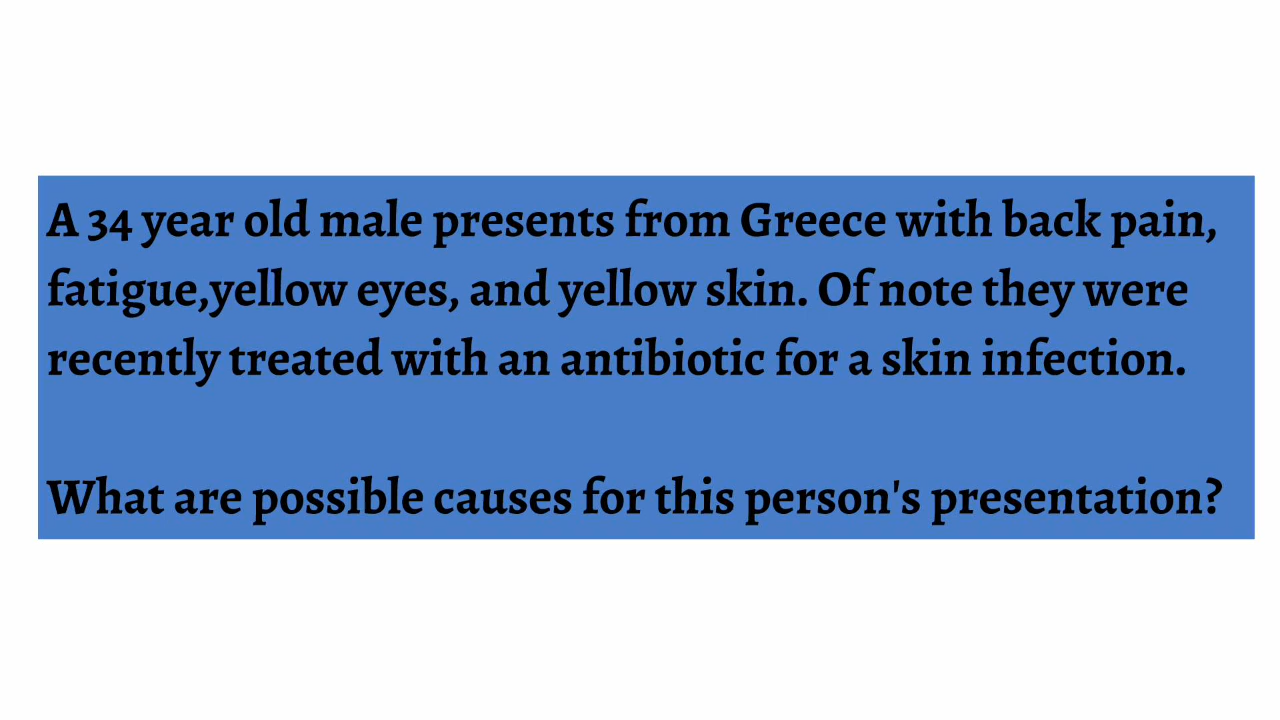 A 34 year old male presents from Greece with back pain,
fatigue,yellow eyes, and yellow skin. Of note they were
recently treated with an antibiotic for a skin infection.
What are possible causes for this person's presentation?